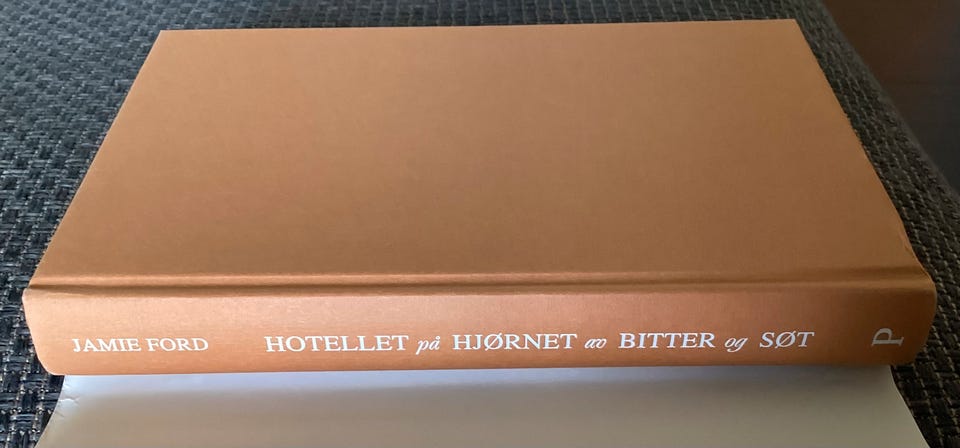 JAMIE FORD HOTELLET på HJØRNET av BITTER og SØT P